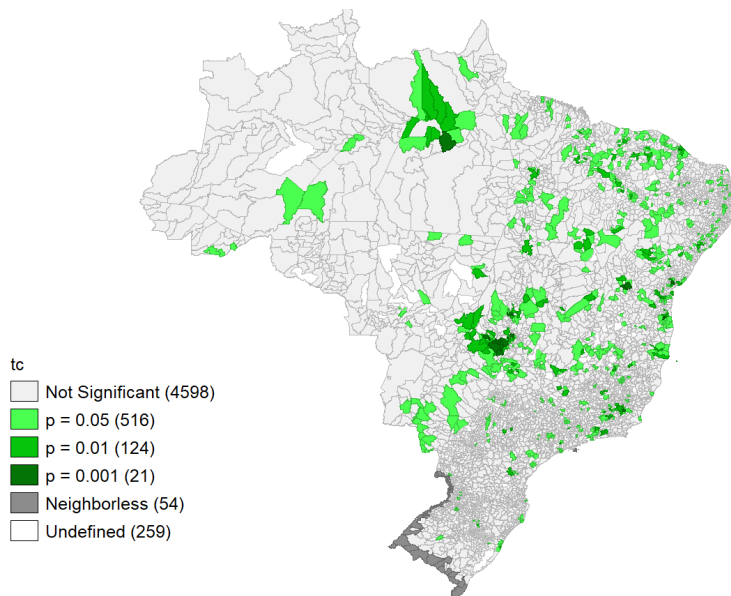 tc
Not Significant (4598)
p = 0.05 (516)
p = 0.01 (124)
p = 0.001 (21)
Neighborless (54)
Undefined (259)